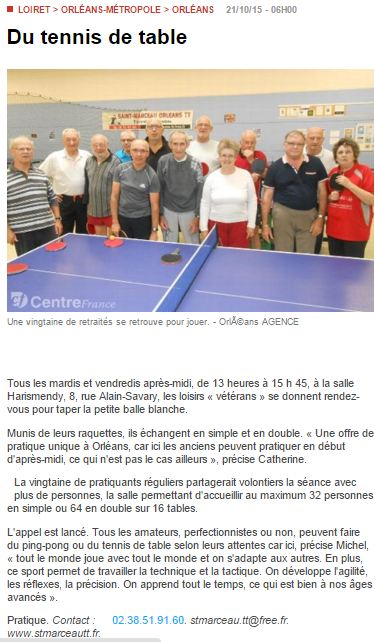 LOIRET > ORLÉANS-MÉTROPOLE > ORLÉANS 21/10/15 - 06H00
Du tennis de table
SAINT-MARCEAU ORLEANS TT
CentreFrance
Une vingtaine de retraités se retrouve pour jouer. - OrlÃ©ans AGENCE
Tous les mardis et vendredis après-midi, de 13 heures à 15 h 45, à la salle
Harismendy, 8, rue Alain-Savary, les loisirs « vétérans » se donnent rendez-
vous pour taper la petite balle blanche.
Munis de leurs raquettes, ils échangent en simple et en double. « Une offre de
pratique unique à Orléans, car ici les anciens peuvent pratiquer en début
d'après-midi, ce qui n'est pas le cas ailleurs », précise Catherine.
La vingtaine de pratiquants réguliers partagerait volontiers la séance avec
plus de personnes, la salle permettant d'accueillir au maximum 32 personnes
en simple ou 64 en double sur 16 tables.
L'appel est lancé. Tous les amateurs, perfectionnistes ou non, peuvent faire
du ping-pong ou du tennis de table selon leurs attentes car ici, précise Michel,
« tout le monde joue avec tout le monde et on s'adapte aux autres. En plus,
ce sport permet de travailler la technique et la tactique. On développe l'agilité,
les réflexes, la précision. On apprend tout le temps, ce qui est bien à nos âges
avancés ».
Pratique. Contact : 02.38.51.91.60. stmarceau.tt@free.fr.
www.stmarceautt.fr.